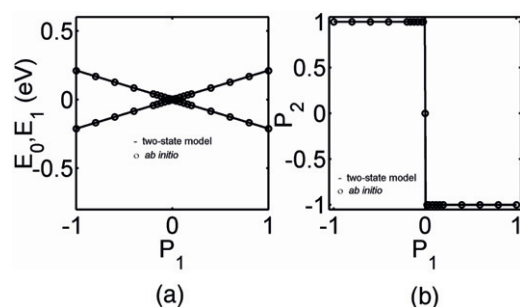 0.5
0
-0.5
E0,E1 (eV)
- two-state model
o ab initio
-1
0
1
P1
(a)
1
0.5
0
-0.5
-1
P2
- two-state model
o ab initio
-1
0
1
P1
(b)